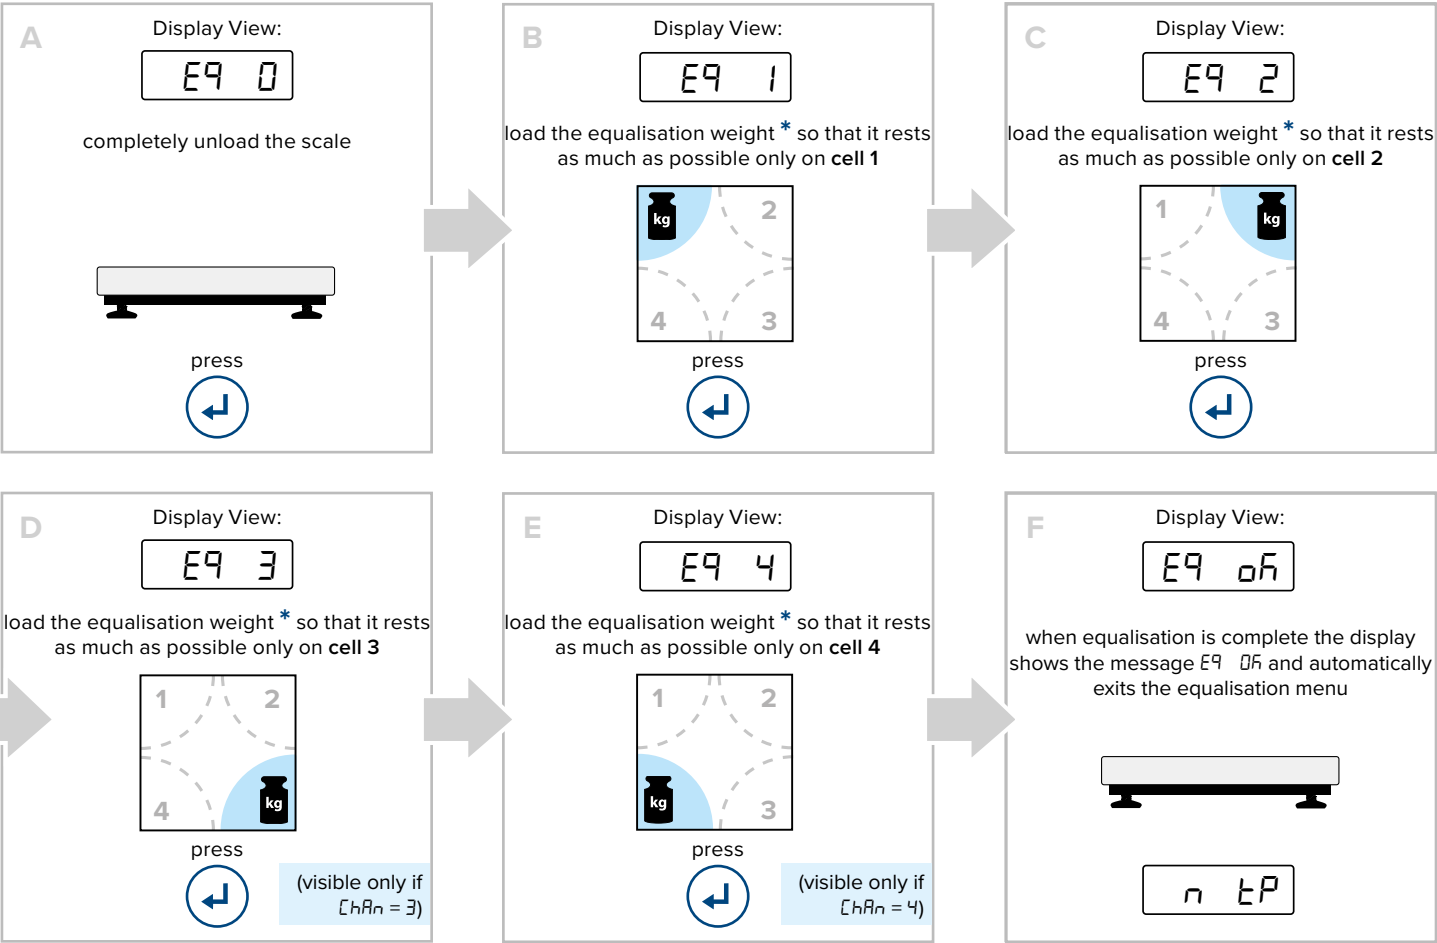 A
Display View:
Eq 0
completely unload the scale
press
B
Display View:
Eq 1
load the equalisation weight * so that it rests
as much as possible only on cell 1
kg
2
4
3
press
C
Display View:
Eq 2
load the equalisation weight * so that it rests
as much as possible only on cell 2
1
kg
4
3
press
D
Display View:
Eq 3
load the equalisation weight * so that it rests
as much as possible only on cell 3
1
2
4
kg
press
(visible only if
ChAn = 3)
E
Display View:
Eq 4
load the equalisation weight * so that it rests
as much as possible only on cell 4
1
2
kg
3
press
(visible only if
ChAn = 4)
F
Display View:
Eq ok
when equalisation is complete the display
shows the message Eq OK and automatically
exits the equalisation menu
n tP